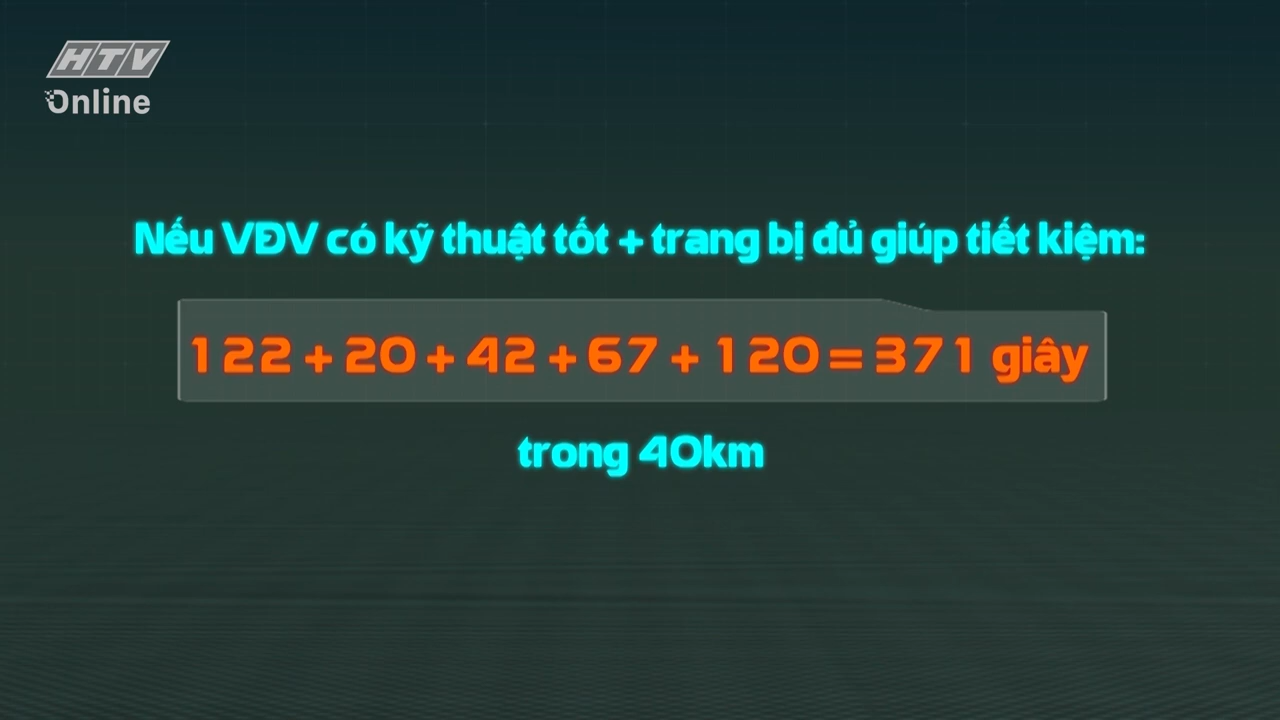 HTV
Online
Nếu VĐV có kỹ thuật tốt + trang bị đủ giúp tiết kiệm:
122 + 20 + 42 + 67 + 120 = 371 giây
trong 40km